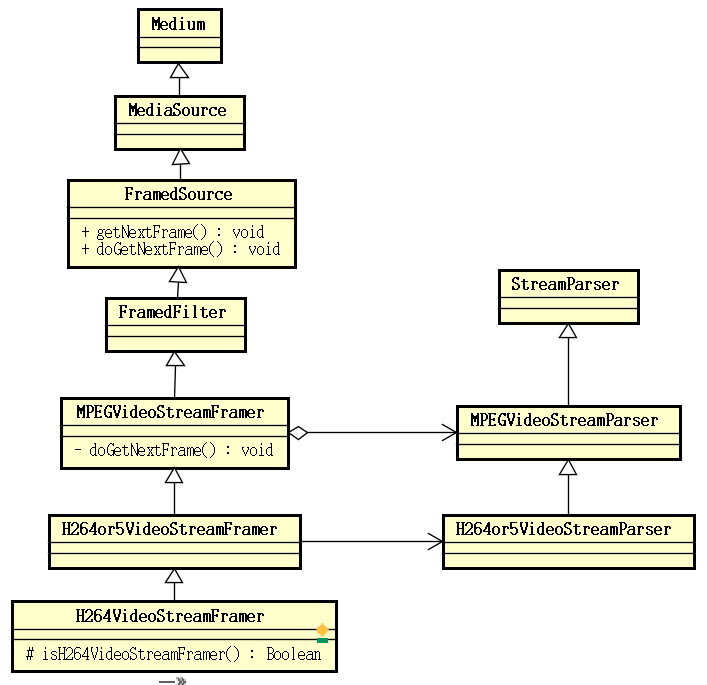 Medium
MediaSource
FramedSource
+ getNextFrame() : void
+ doGetNextFrame() : void
FramedFilter
StreamParser
MPEGVideoStreamFramer
- doGetNextFrame() : void
MPEGVideoStreamParser
H264or5VideoStreamFramer
H264or5VideoStreamParser
H264VideoStreamFramer
# isH264VideoStreamFramer() : Boolean